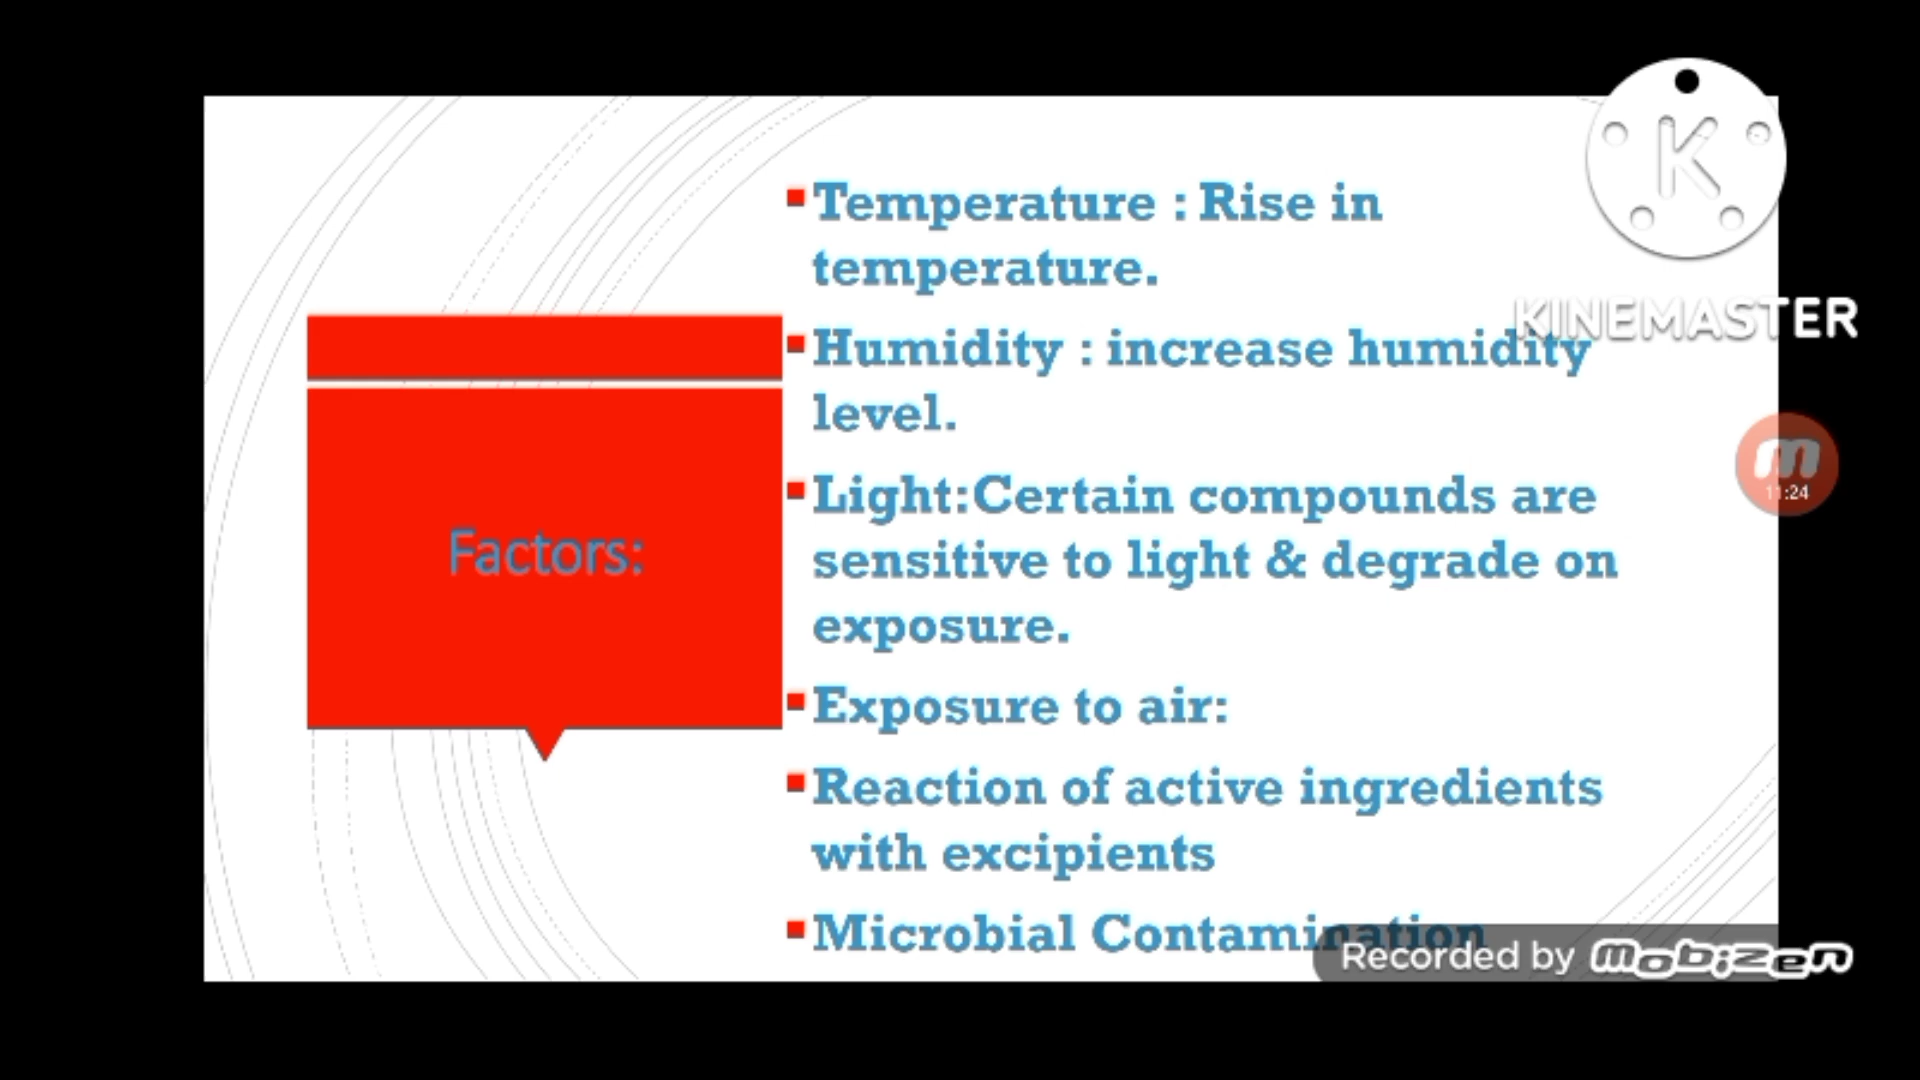 Temperature : Rise in
temperature.
Humidity : increase humidity
level.
Light:Certain compounds are
sensitive to light & degrade on
exposure.
Exposure to air:
Reaction of active ingredients
with excipients
Microbial Contamination
Factors:
K
KINEMASTER
m
11:24
Recorded by mobizen